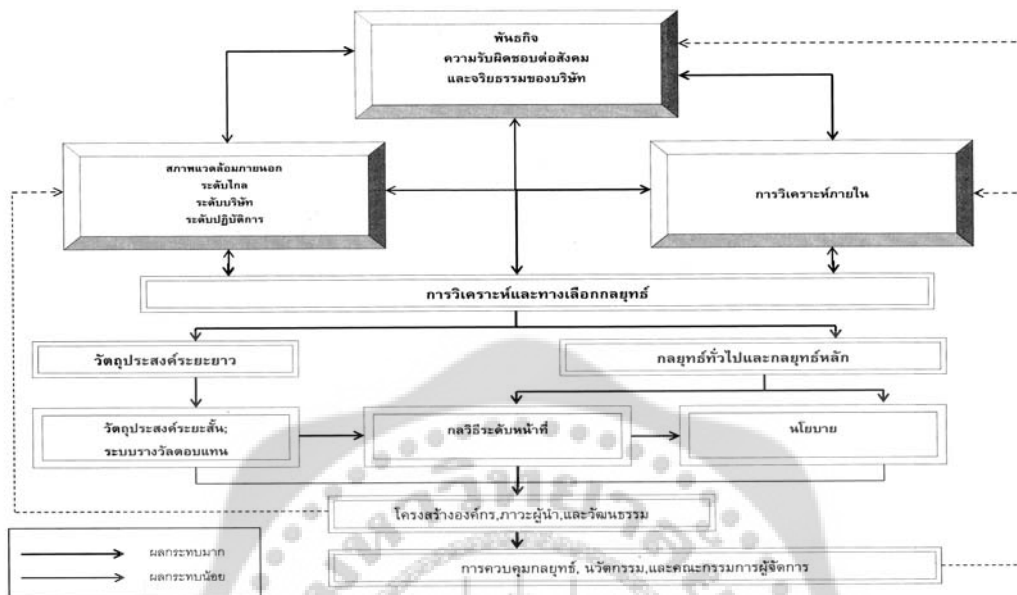 พันธกิจ
ความรับผิดชอบต่อสังคม
และจริยธรรมของบริษัท
สภาพแวดล้อมภายนอก
ระดับไกล
ระดับบริษัท
ระดับปฏิบัติการ
การวิเคราะห์ภายใน
การวิเคราะห์และทางเลือกกลยุทธ์
วัตถุประสงค์ระยะยาว
กลยุทธ์ทั่วไปและกลยุทธ์หลัก
วัตถุประสงค์ระยะสั้น;
ระบบรางวัลตอบแทน
กลวิธีระดับหน้าที่
นโยบาย
โครงสร้างองค์กร,ภาวะผู้นำ,และวัฒนธรรม
การควบคุมกลยุทธ์, นวัตกรรม,และคณะกรรมการผู้จัดการ
ผลกระทบมาก
ผลกระทบน้อย